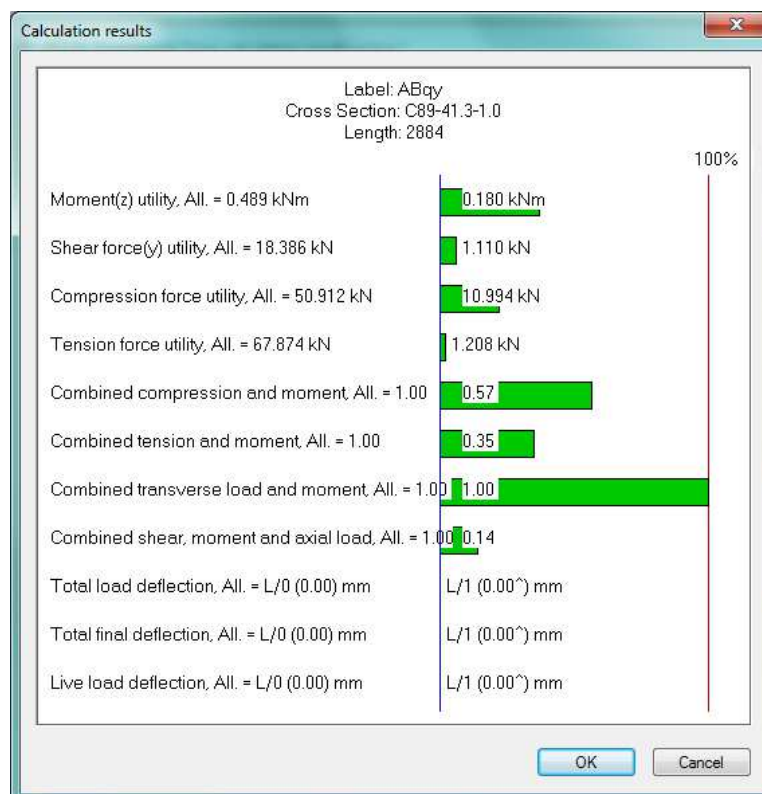 Calculation results
Label: ABqy
Cross Section: C89-41.3-1.0
Length: 2884
100%
Moment(z) utility, All. = 0.489 kNm 0.180 kNm
Shear force(y) utility, All. = 18.386 kN 1.110 kN
Compression force utility, All. = 50.912 kN 10.994 kN
Tension force utility, All. = 67.874 kN 1.208 kN
Combined compression and moment, All. = 1.00 0.57
Combined tension and moment, All. = 1.00 0.35
Combined transverse load and moment, All. = 1.00 1.00
Combined shear, moment and axial load, All. = 1.00 0.14
Total load deflection, All. = L/0 (0.00) mm L/1 (0.00^) mm
Total final deflection, All. = L/0 (0.00) mm L/1 (0.00^) mm
Live load deflection, All. = L/0 (0.00) mm L/1 (0.00^) mm
OK Cancel